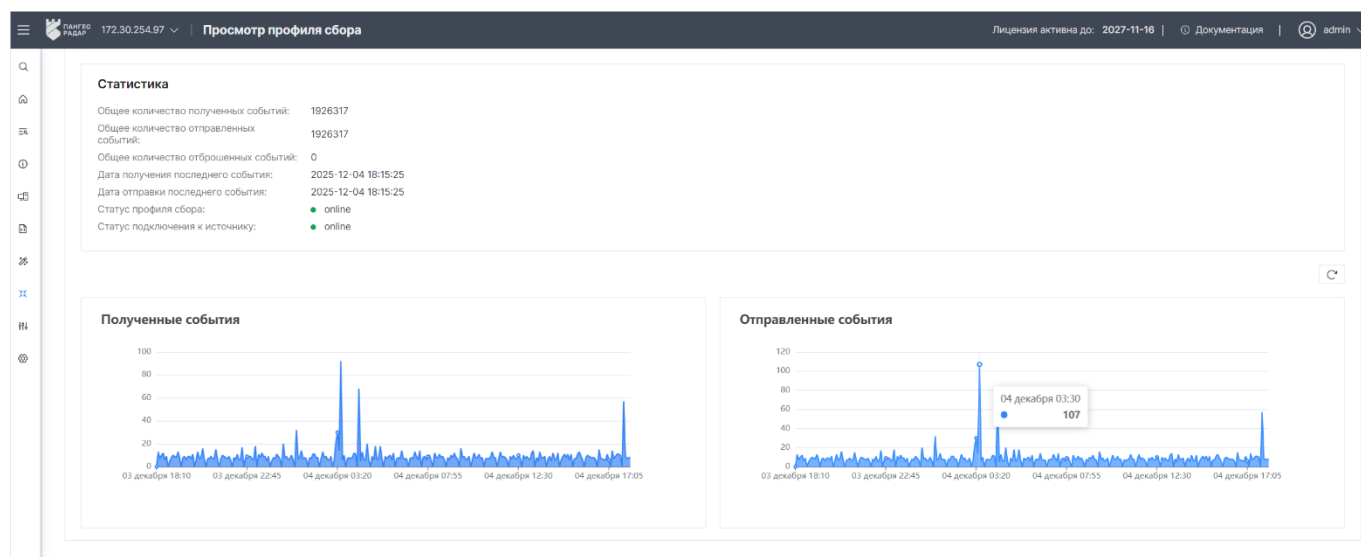 ПАНГЕО РАДАР 172.30.254.97 | Просмотр профиля сбора Лицензия активна до: 2027-11-16 | Документация | admin
Статистика
Общее количество полученных событий: 1926317
Общее количество отправленных событий: 1926317
Общее количество отброшенных событий: 0
Дата получения последнего события: 2025-12-04 18:15:25
Дата отправки последнего события: 2025-12-04 18:15:25
Статус профиля сбора: online
Статус подключения к источнику: online
Полученные события
100
80
60
40
20
0
03 декабря 18:10 03 декабря 22:45 04 декабря 03:20 04 декабря 07:55 04 декабря 12:30 04 декабря 17:05
Отправленные события
120
100
80
60
40
20
0
04 декабря 03:30
107
03 декабря 18:10 03 декабря 22:45 04 декабря 03:20 04 декабря 07:55 04 декабря 12:30 04 декабря 17:05